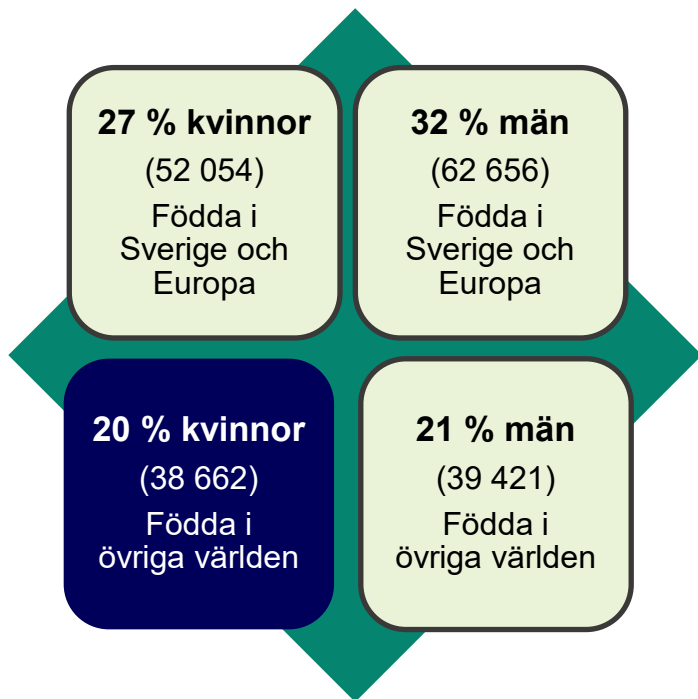 27 % kvinnor
(52 054)
Födda i
Sverige och
Europa
32 % män
(62 656)
Födda i
Sverige och
Europa
20 % kvinnor
(38 662)
Födda i
övriga världen
21 % män
(39 421)
Födda i
övriga världen